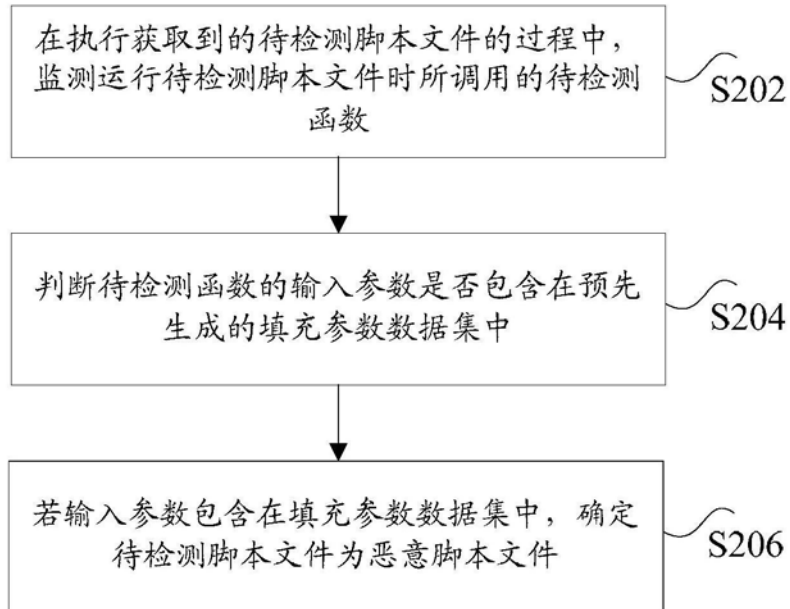 在执行获取到的待检测脚本文件的过程中，
监测运行待检测脚本文件时所调用的待检测
函数
S202
判断待检测函数的输入参数是否包含在预先
生成的填充参数数据集中
S204
若输入参数包含在填充参数数据集中，确定
待检测脚本文件为恶意脚本文件
S206